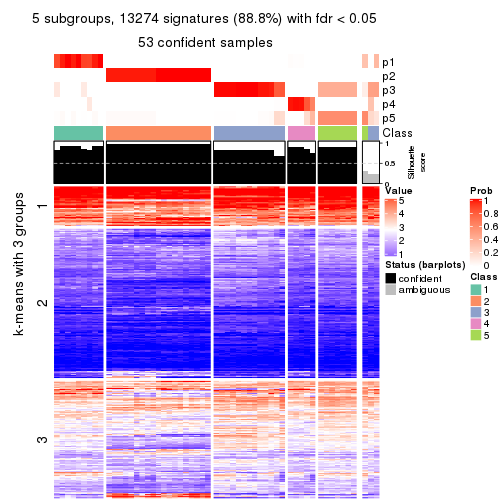 5 subgroups, 13274 signatures (88.8%) with fdr < 0.05
53 confident samples
p1
p2
p3
p4
p5
Class
1
0.5
0
Silhouette
score
k-means with 3 groups
1
2
3
Value
5
4
3
2
1
Status (barplots)
confident
ambiguous
Prob
1
0.8
0.6
0.4
0.2
0
Class
1
2
3
4
5